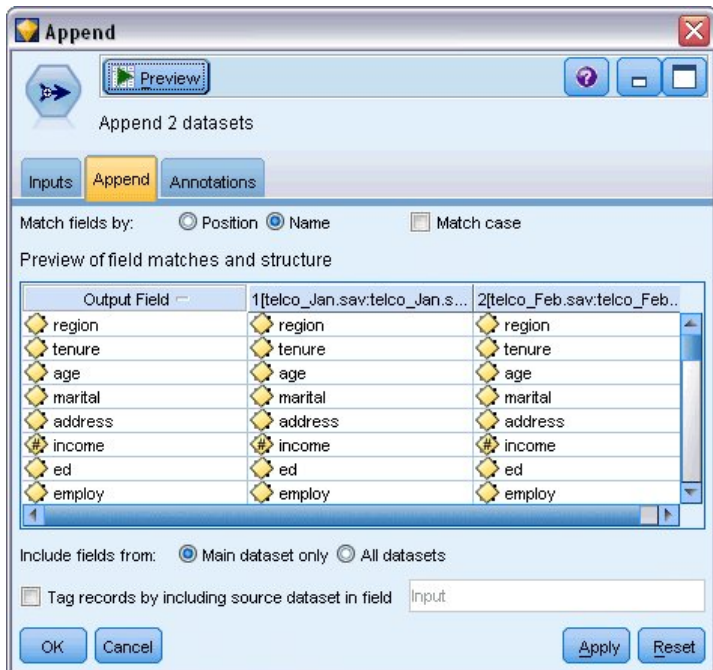 Append
Preview
?
Append 2 datasets
Inputs Append Annotations
Match fields by: Position Name Match case
Preview of field matches and structure
Output Field 1[telco_Jan.sav:telco_Jan.s... 2[telco_Feb.sav:telco_Feb..
region region region
tenure tenure tenure
age age age
marital marital marital
address address address
# income # income # income
ed ed ed
employ employ employ
Include fields from: Main dataset only All datasets
Tag records by including source dataset in field Input
OK Cancel Apply Reset